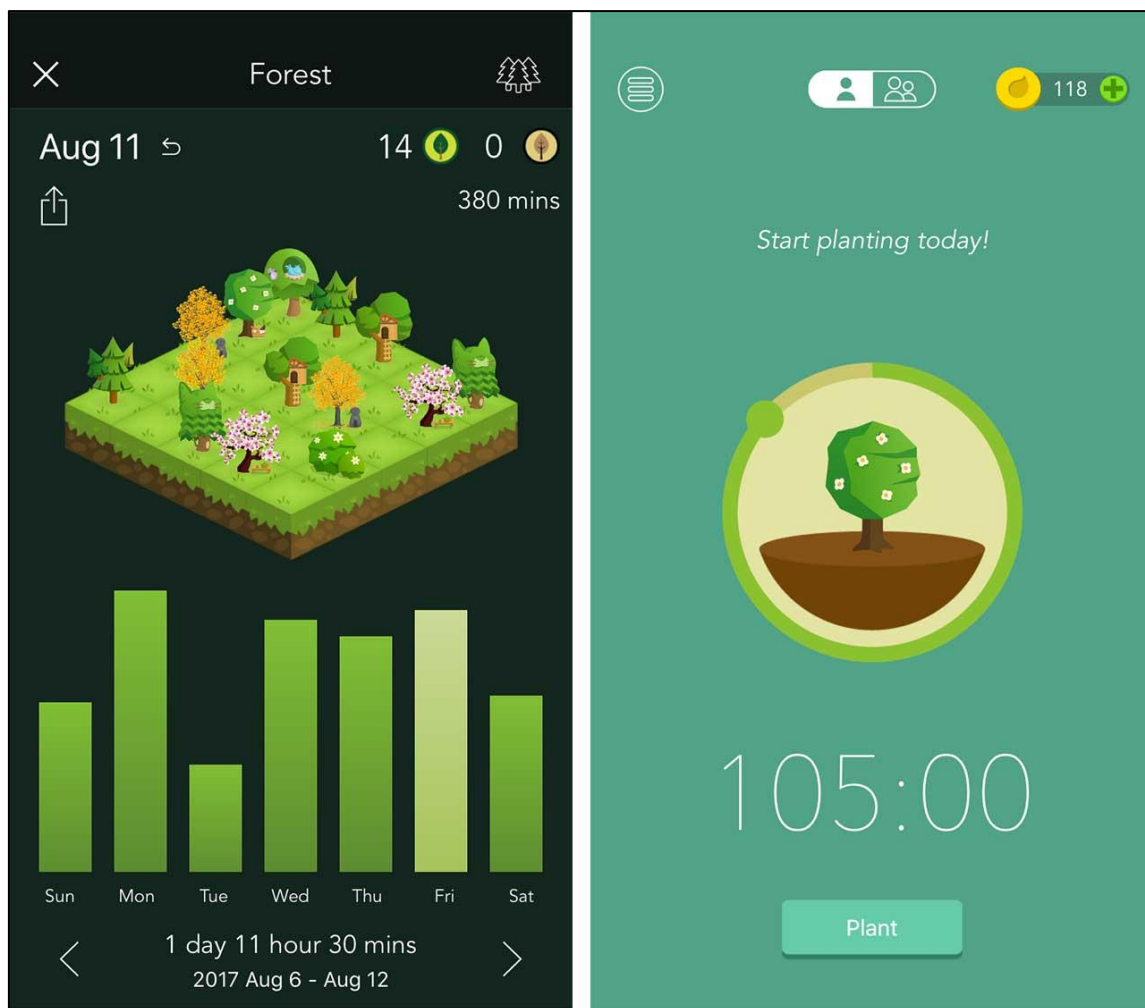 Forest
Aug 11 14 0
380 mins
Sun Mon Tue Wed Thu Fri Sat
1 day 11 hour 30 mins
2017 Aug 6 - Aug 12
118
Start planting today!
105:00
Plant